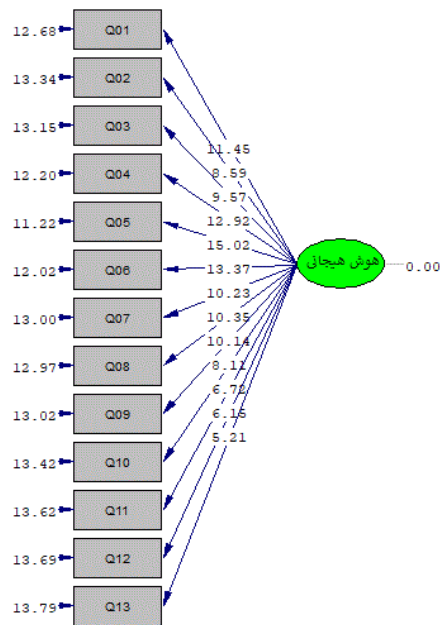 12.68 Q01
13.34 Q02
13.15 Q03
12.20 Q04
11.22 Q05
12.02 Q06
13.00 Q07
12.97 Q08
13.02 Q09
13.42 Q10
13.62 Q11
13.69 Q12
13.79 Q13
11.45
8.59
9.57
12.92
15.02
13.37
10.23
10.35
10.14
8.11
6.72
6.15
5.21
هوش هیجانی
0.00